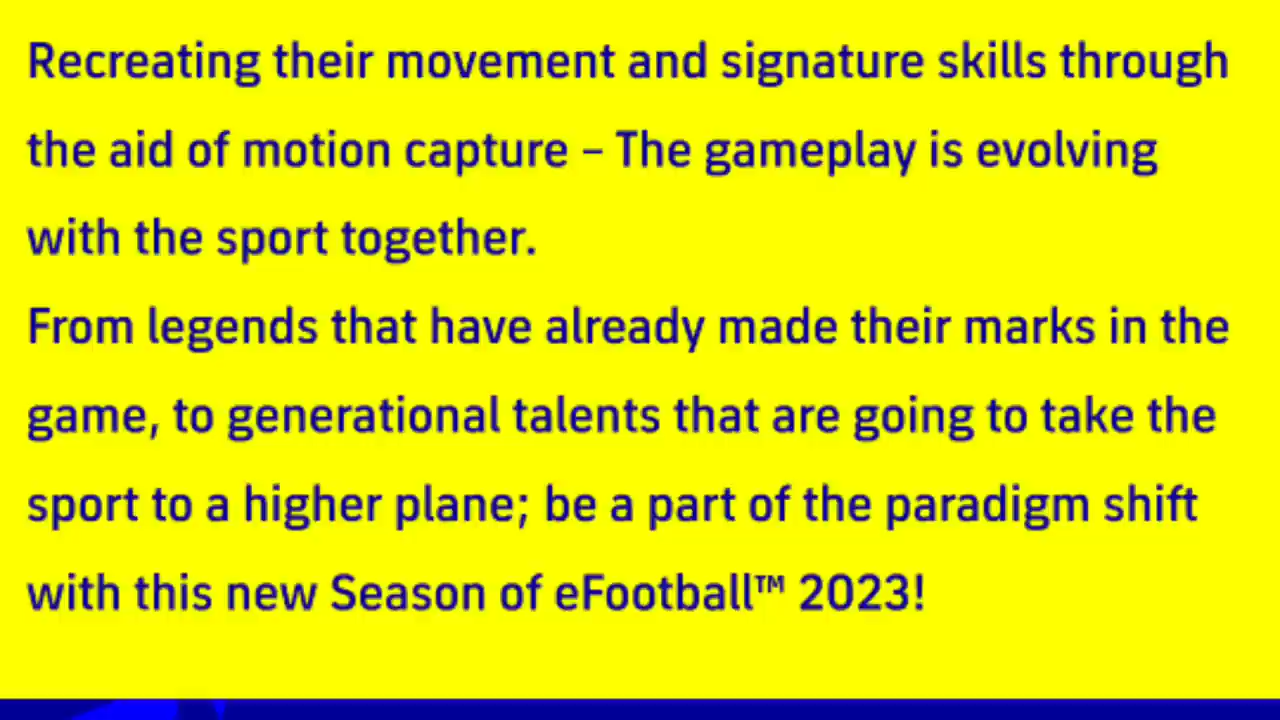 Recreating their movement and signature skills through
the aid of motion capture – The gameplay is evolving
with the sport together.
From legends that have already made their marks in the
game, to generational talents that are going to take the
sport to a higher plane; be a part of the paradigm shift
with this new Season of eFootball™ 2023!